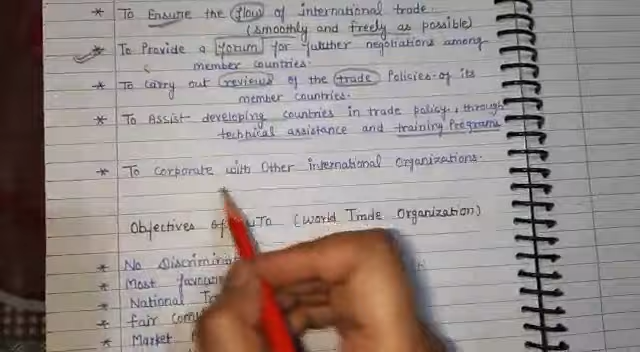 * To Ensure the flow of international trade.
(smoothly and freely as possible)
* To Provide a forum for further negotiations among
member countries.
* To carry out reviews of the trade Policies of its
member countries.
* To Assist developing countries in trade policy, through
technical assistance and training Programs
* To Corporate with Other international Organizations.
Objectives of WTO (World Trade Organization)
* No
* Most
* National
* fair
* Market